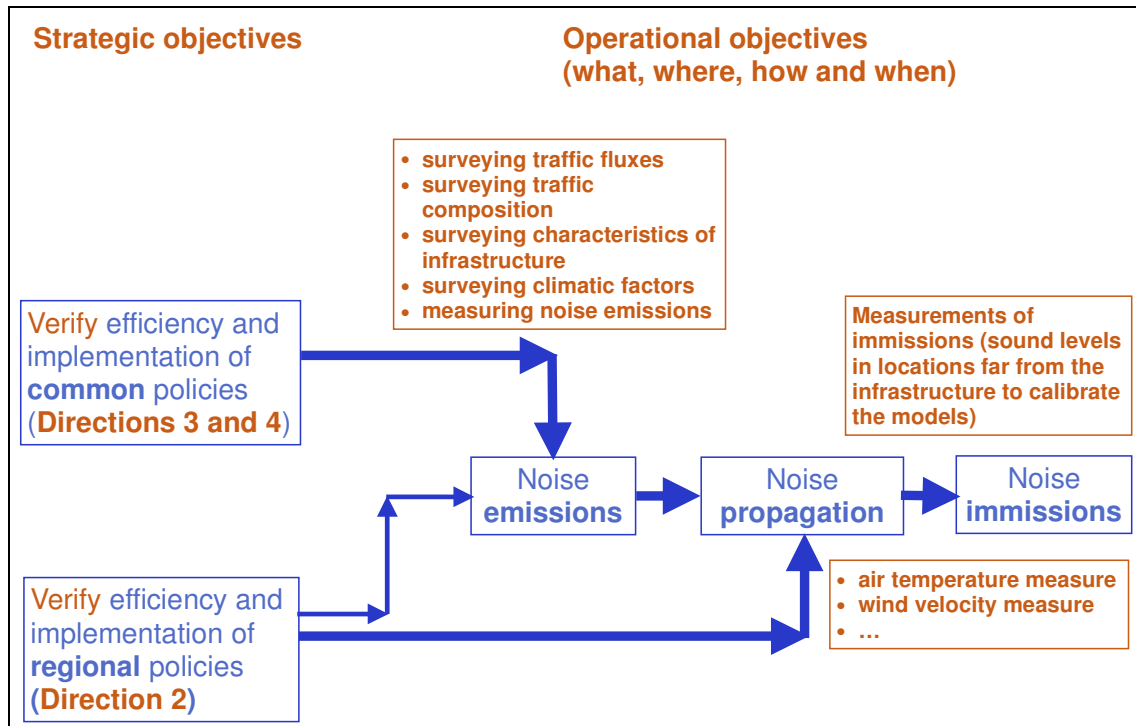 Strategic objectives
Operational objectives
(what, where, how and when)
• surveying traffic fluxes
• surveying traffic
composition
• surveying characteristics of
infrastructure
• surveying climatic factors
• measuring noise emissions
Verify efficiency and
implementation of
common policies
(Directions 3 and 4)
Measurements of
immissions (sound levels
in locations far from the
infrastructure to calibrate
the models)
Noise
emissions
Noise
propagation
Noise
immissions
Verify efficiency and
implementation of
regional policies
(Direction 2)
• air temperature measure
• wind velocity measure
• …